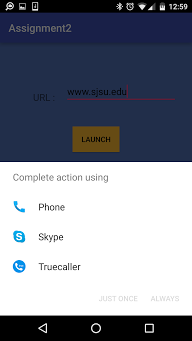 12:59
Assignment2
URL : www.sjsu.edu
LAUNCH
Complete action using
Phone
Skype
Truecaller
JUST ONCE ALWAYS